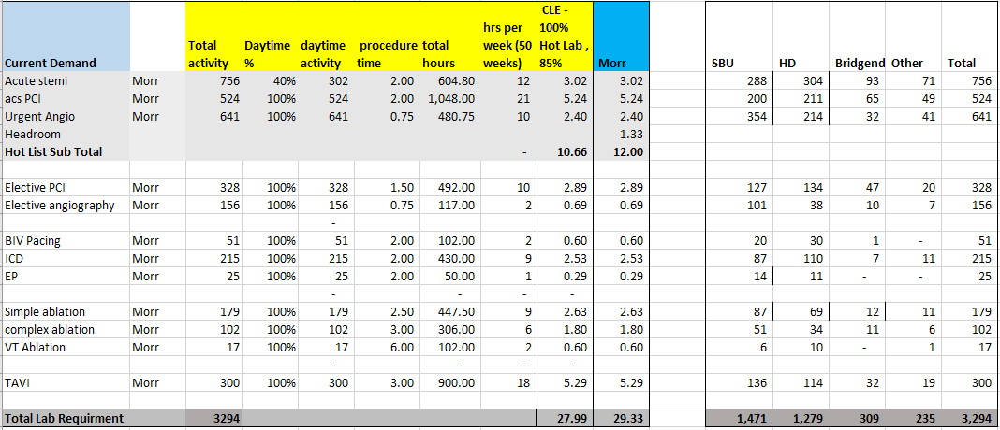 CLE -
hrs per 100%
Total Daytime daytime procedure total week (50 Hot Lab ,
Current Demand activity % activity time hours weeks) 85% Morr SBU HD Bridgend Other Total
Acute stemi Morr 756 40% 302 2.00 604.80 12 3.02 3.02 288 304 93 71 756
acs PCI Morr 524 100% 524 2.00 1,048.00 21 5.24 5.24 200 211 65 49 524
Urgent Angio Morr 641 100% 641 0.75 480.75 10 2.40 2.40 354 214 32 41 641
Headroom 1.33
Hot List Sub Total - 10.66 12.00
Elective PCI Morr 328 100% 328 1.50 492.00 10 2.89 2.89 127 134 47 20 328
Elective angiography Morr 156 100% 156 0.75 117.00 2 0.69 0.69 101 38 10 7 156
-
BIV Pacing Morr 51 100% 51 2.00 102.00 2 0.60 0.60 20 30 1 - 51
ICD Morr 215 100% 215 2.00 430.00 9 2.53 2.53 87 110 7 11 215
EP Morr 25 100% 25 2.00 50.00 1 0.29 0.29 14 11 - - 25
- - - -
Simple ablation Morr 179 100% 179 2.50 447.50 9 2.63 2.63 87 69 12 11 179
complex ablation Morr 102 100% 102 3.00 306.00 6 1.80 1.80 51 34 11 6 102
VT Ablation Morr 17 100% 17 6.00 102.00 2 0.60 0.60 6 10 - 1 17
- - - -
TAVI Morr 300 100% 300 3.00 900.00 18 5.29 5.29 136 114 32 19 300
Total Lab Requirment 3294 27.99 29.33 1,471 1,279 309 235 3,294